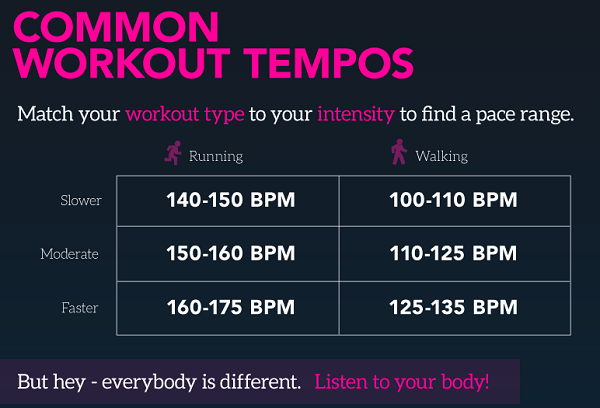 COMMON
WORKOUT TEMPOS
Match your workout type to your intensity to find a pace range.
Running Walking
Slower 140-150 BPM 100-110 BPM
Moderate 150-160 BPM 110-125 BPM
Faster 160-175 BPM 125-135 BPM
But hey - everybody is different. Listen to your body!